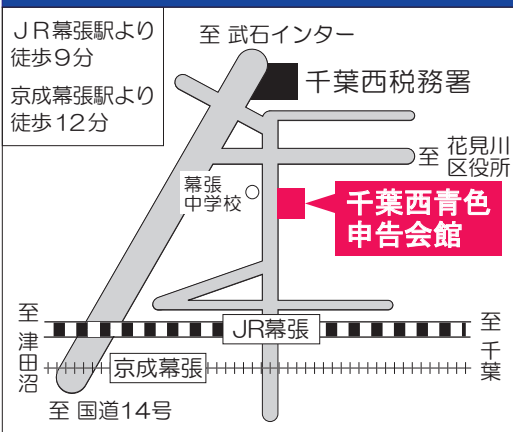 JR幕張駅より
徒歩9分
京成幕張駅より
徒歩12分
至 武石インター
千葉西税務署
至 花見川
区役所
幕張
中学校
千葉西青色
申告会館
至 津田沼
JR幕張
至 千葉
京成幕張
至 国道14号